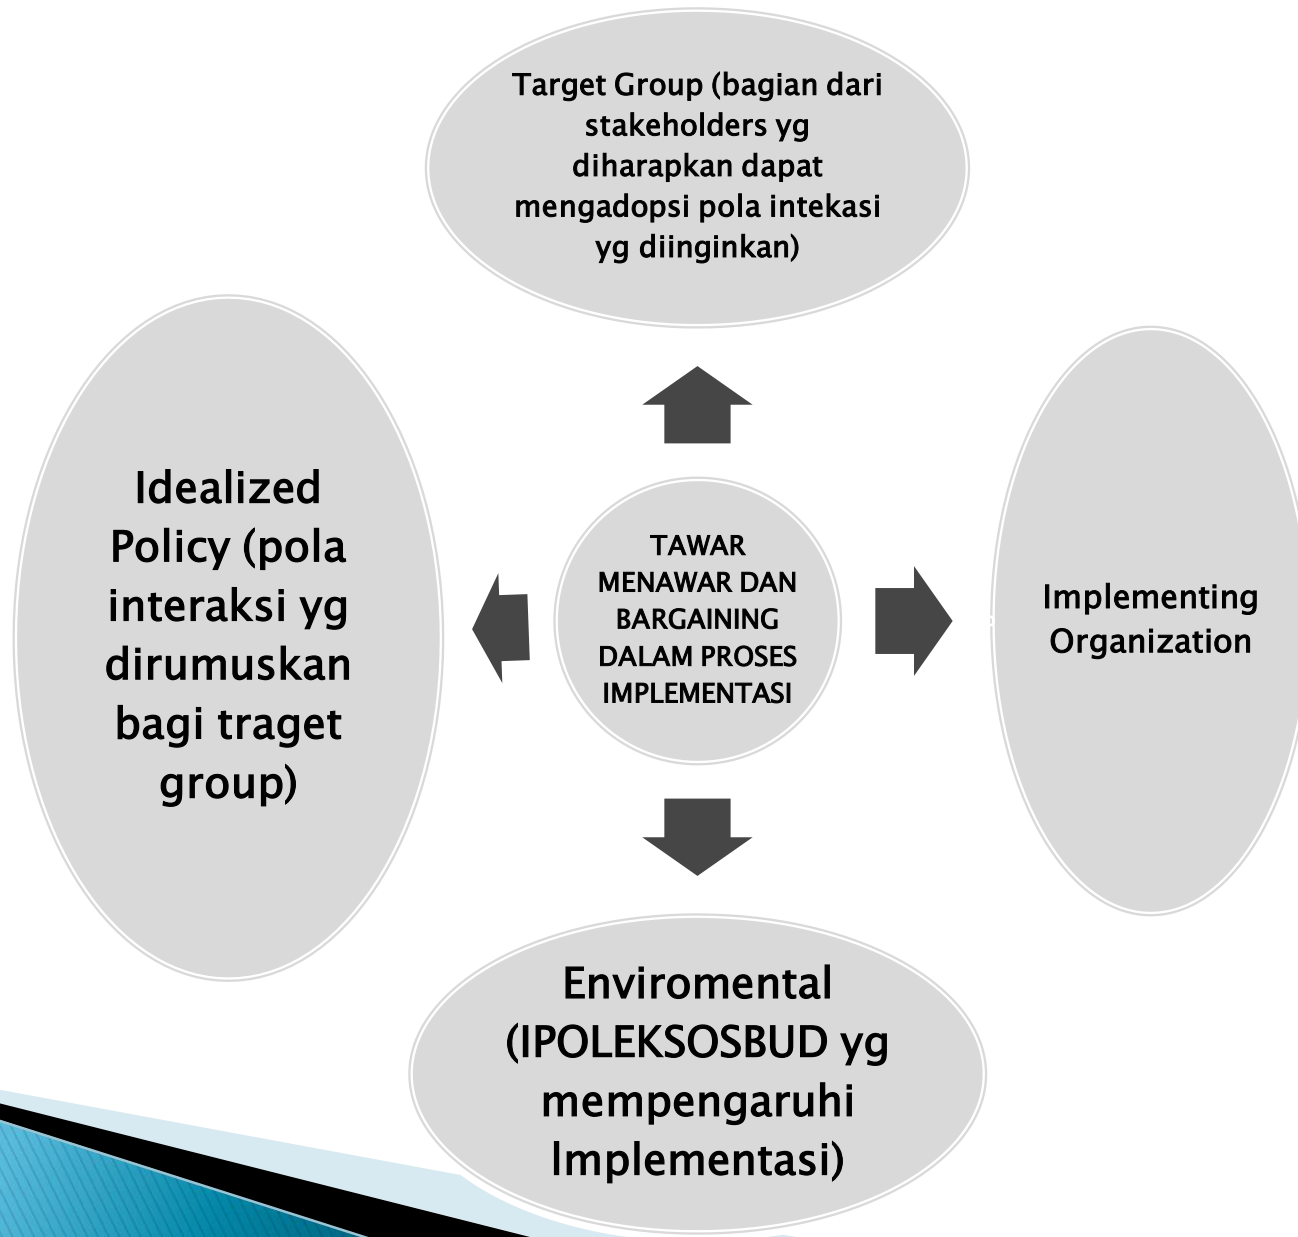 Target Group (bagian dari
stakeholders yg
diharapkan dapat
mengadopsi pola intekasi
yg diinginkan)
Idealized
Policy (pola
interaksi yg
dirumuskan
bagi traget
group)
TAWAR
MENAWAR DAN
BARGAINING
DALAM PROSES
IMPLEMENTASI
Implementing
Organization
Enviromental
(IPOLEKSOSBUD yg
mempengaruhi
Implementasi)